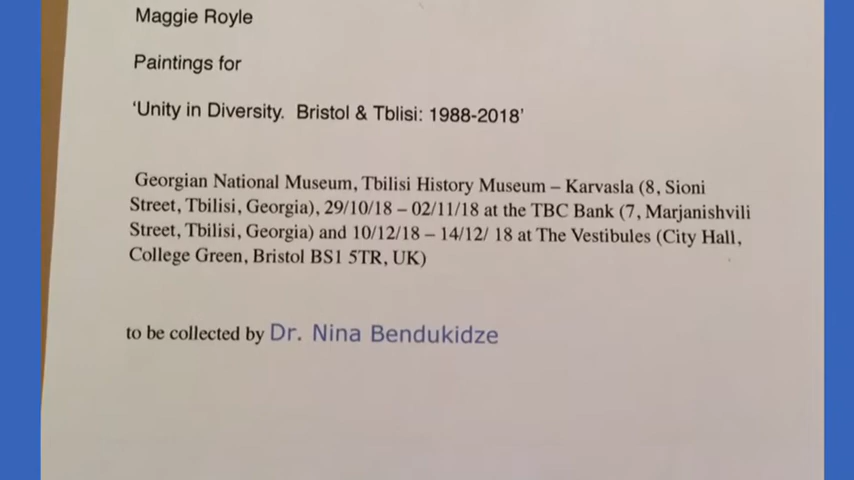 Maggie Royle
Paintings for
‘Unity in Diversity.  Bristol & Tblisi: 1988-2018’
Georgian National Museum, Tbilisi History Museum – Karvasla (8, Sioni
Street, Tbilisi, Georgia), 29/10/18 – 02/11/18 at the TBC Bank (7, Marjanishvili
Street, Tbilisi, Georgia) and 10/12/18 – 14/12/ 18 at The Vestibules (City Hall,
College Green, Bristol BS1 5TR, UK)
to be collected by Dr. Nina Bendukidze